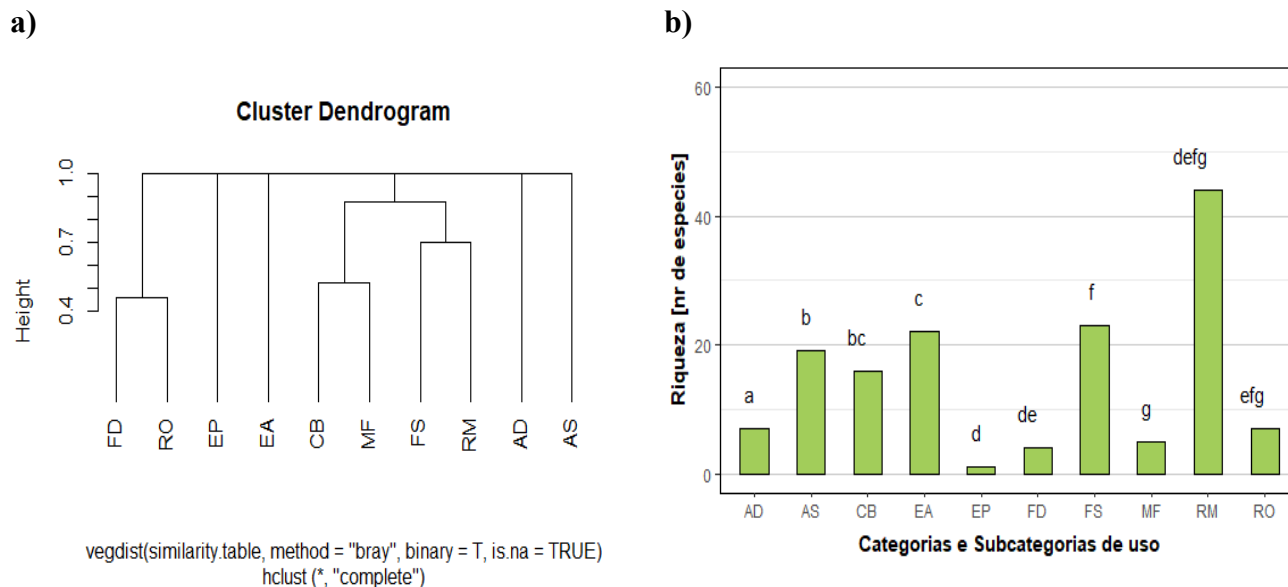 a)
Cluster Dendrogram
Height
1.0
0.7
0.4
FD RO EP EA CB MF FS RM AD AS
vegdist(similarity.table, method = "bray", binary = T, is.na = TRUE)
hclust (*, "complete")
b)
Riqueza [nr de especies]
60
40
20
0
a b bc c d de f g defg efg
AD AS CB EA EP FD FS MF RM RO
Categorias e Subcategorias de uso